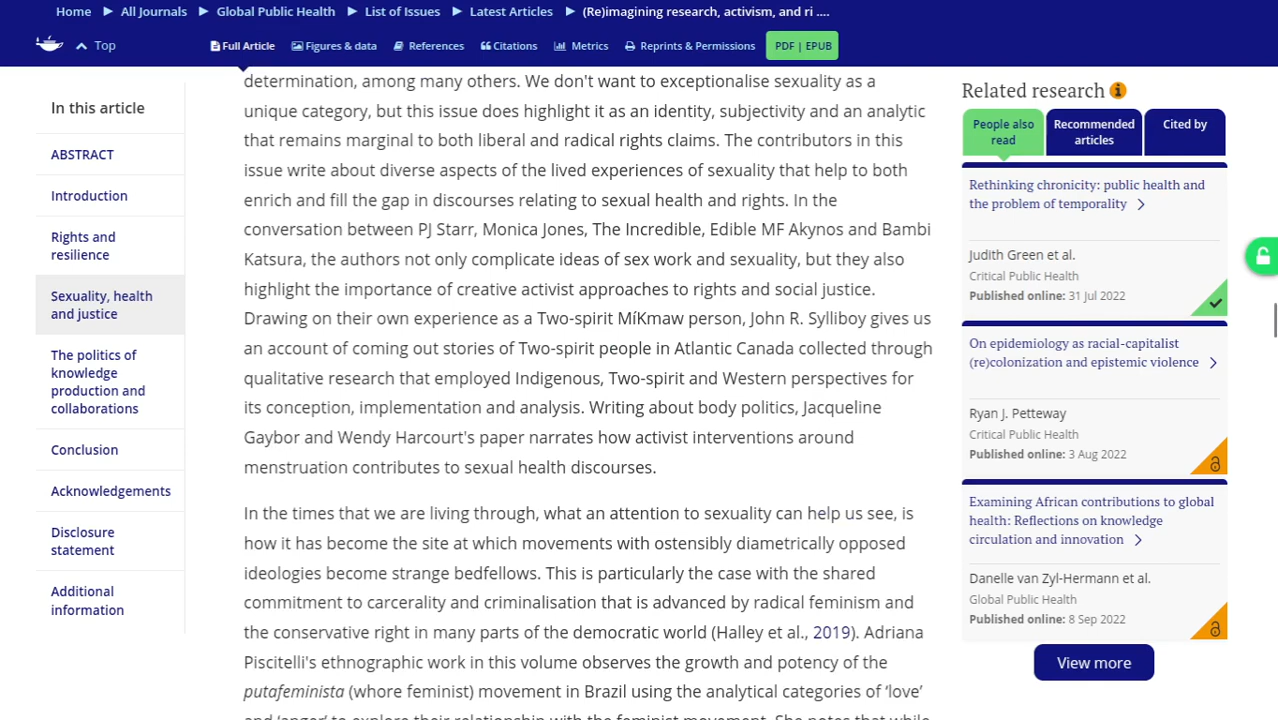 Home ▶ All Journals ▶ Global Public Health ▶ List of Issues ▶ Latest Articles ▶ (Re)imagining research, activism, and ri ....
Top
Full Article Figures & data References Citations Metrics Reprints & Permissions PDF | EPUB
In this article
ABSTRACT
Introduction
Rights and
resilience
Sexuality, health
and justice
The politics of
knowledge
production and
collaborations
Conclusion
Acknowledgements
Disclosure
statement
Additional
information
determination, among many others. We don't want to exceptionalise sexuality as a
unique category, but this issue does highlight it as an identity, subjectivity and an analytic
that remains marginal to both liberal and radical rights claims. The contributors in this
issue write about diverse aspects of the lived experiences of sexuality that help to both
enrich and fill the gap in discourses relating to sexual health and rights. In the
conversation between PJ Starr, Monica Jones, The Incredible, Edible MF Akynos and Bambi
Katsura, the authors not only complicate ideas of sex work and sexuality, but they also
highlight the importance of creative activist approaches to rights and social justice.
Drawing on their own experience as a Two-spirit MíKmaw person, John R. Sylliboy gives us
an account of coming out stories of Two-spirit people in Atlantic Canada collected through
qualitative research that employed Indigenous, Two-spirit and Western perspectives for
its conception, implementation and analysis. Writing about body politics, Jacqueline
Gaybor and Wendy Harcourt's paper narrates how activist interventions around
menstruation contributes to sexual health discourses.
In the times that we are living through, what an attention to sexuality can help us see, is
how it has become the site at which movements with ostensibly diametrically opposed
ideologies become strange bedfellows. This is particularly the case with the shared
commitment to carcerality and criminalisation that is advanced by radical feminism and
the conservative right in many parts of the democratic world (Halley et al., 2019). Adriana
Piscitelli's ethnographic work in this volume observes the growth and potency of the
putafeminista (whore feminist) movement in Brazil using the analytical categories of ‘love’
and ‘anger’ to explore their relationship with the feminist movement. She notes that while
Related research
People also
read
Recommended
articles
Cited by
Rethinking chronicity: public health and
the problem of temporality
Judith Green et al.
Critical Public Health
Published online: 31 Jul 2022
On epidemiology as racial-capitalist
(re)colonization and epistemic violence
Ryan J. Petteway
Critical Public Health
Published online: 3 Aug 2022
Examining African contributions to global
health: Reflections on knowledge
circulation and innovation
Danelle van Zyl-Hermann et al.
Global Public Health
Published online: 8 Sep 2022
View more